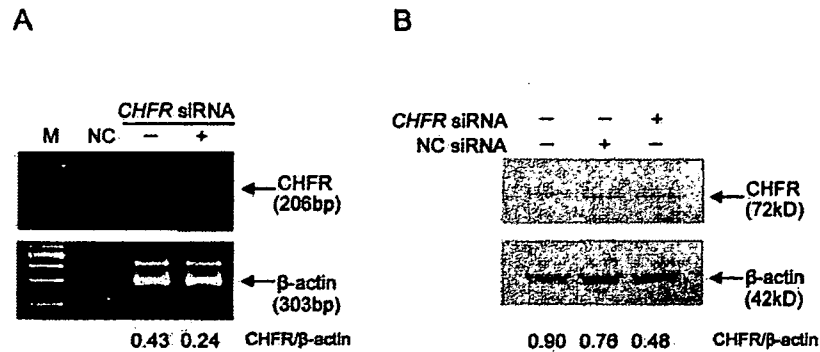 A
CHFR siRNA
M NC – +
CHFR
(206bp)
β-actin
(303bp)
0.43 0.24 CHFR/β-actin
B
CHFR siRNA – – +
NC siRNA – + –
CHFR
(72kD)
β-actin
(42kD)
0.90 0.76 0.48 CHFR/β-actin